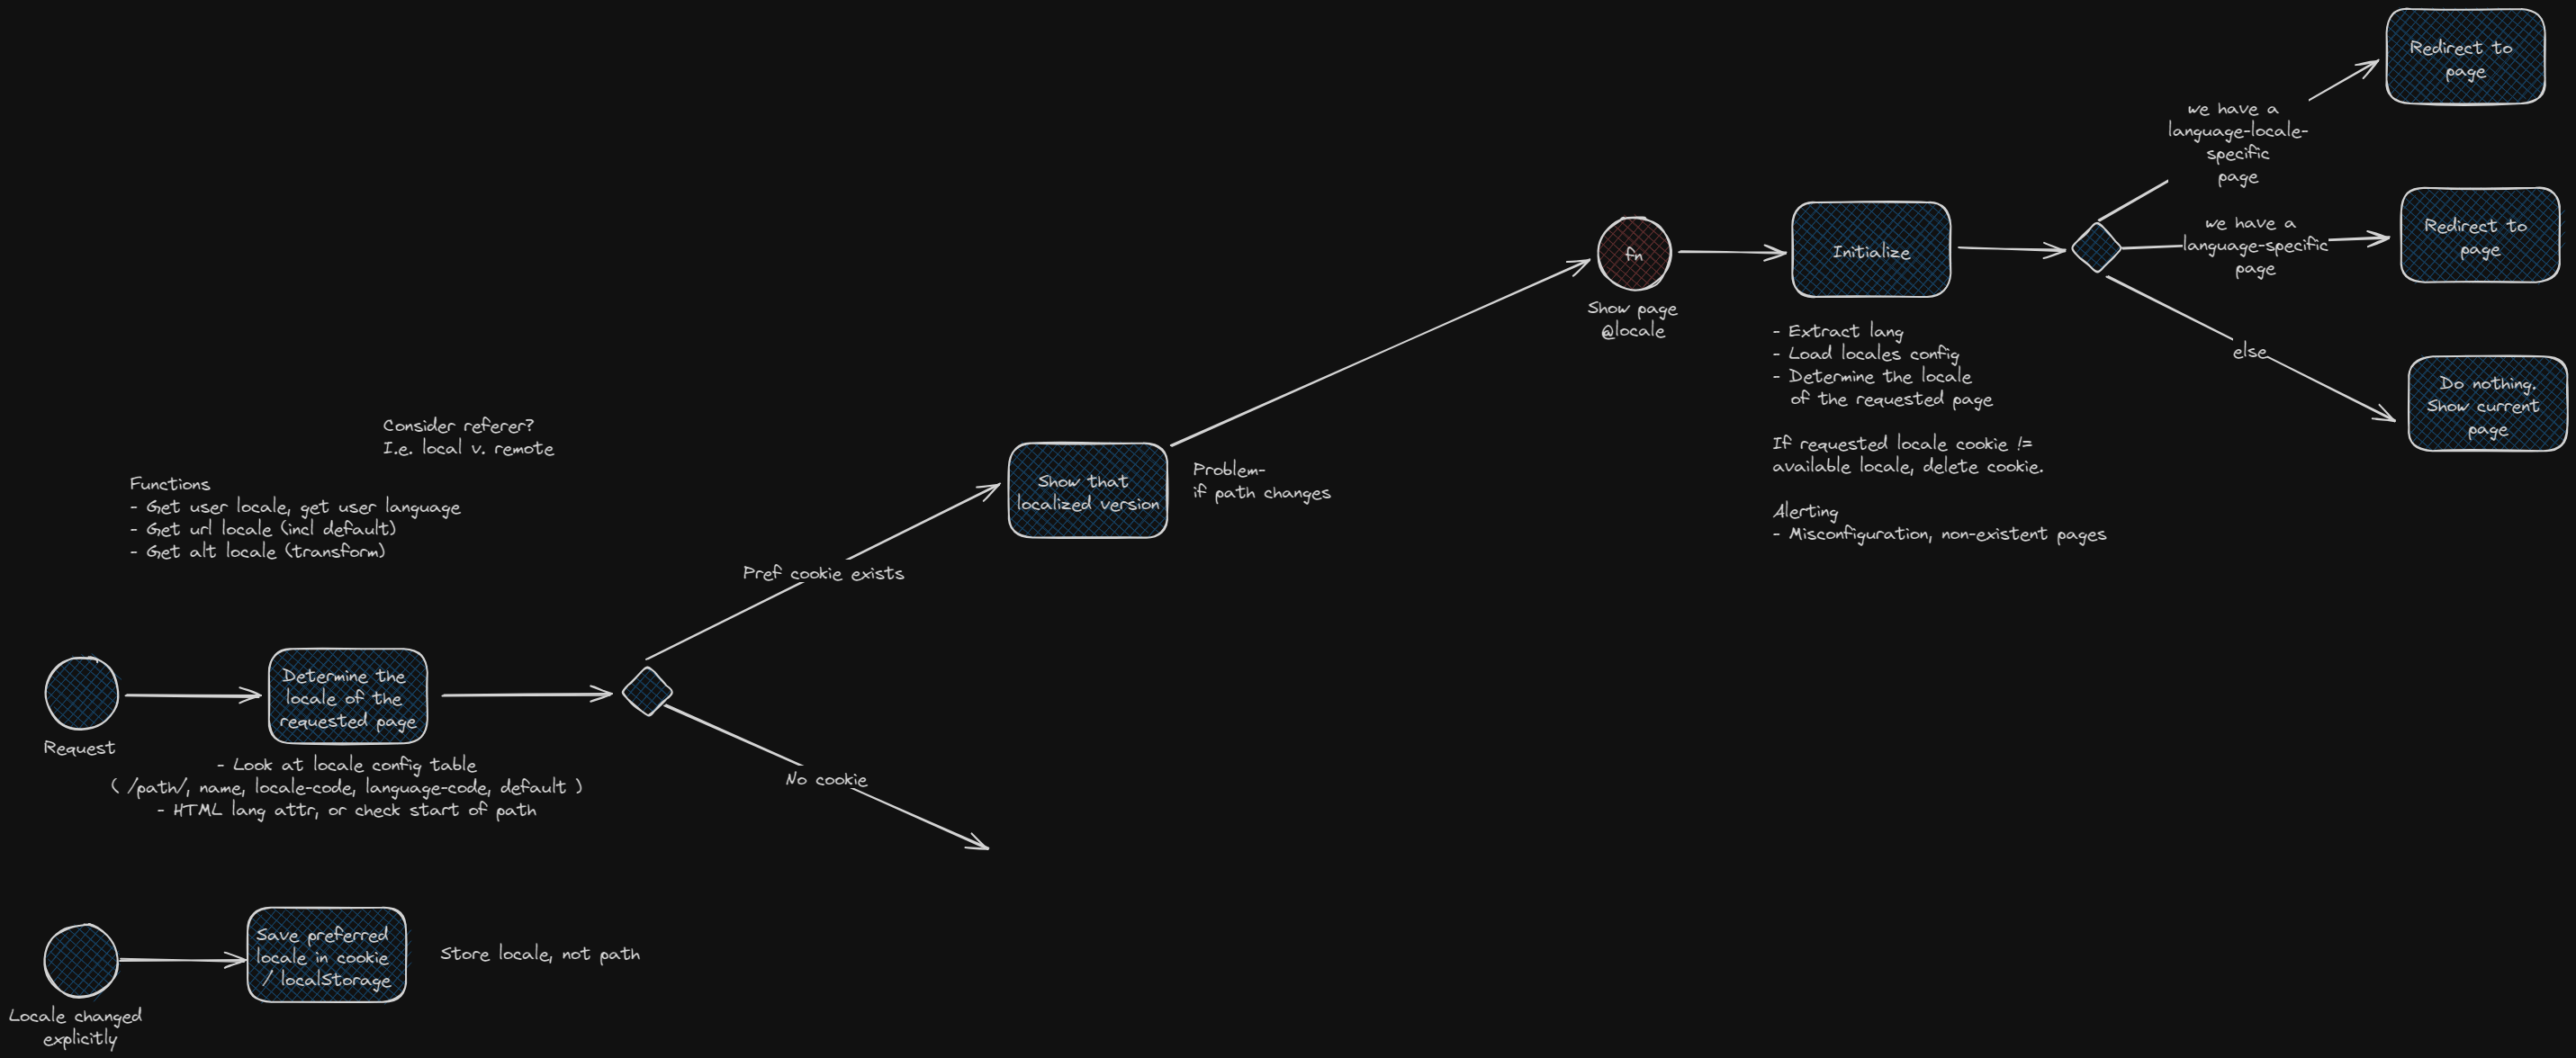 Redirect to
page
we have a
language-locale-
specific
page
we have a
language-specific
page
Redirect to
page
fn
Show page
@locale
Initialize
- Extract lang
- Load locales config
- Determine the locale
of the requested page
If requested locale cookie !=
available locale, delete cookie.
Alerting
- Misconfiguration, non-existent pages
else
Do nothing.
Show current
page
Consider referer?
I.e. local v. remote
Functions
- Get user locale, get user language
- Get url locale (incl default)
- Get alt locale (transform)
Show that
localized version
Problem-
if path changes
Pref cookie exists
Request
Determine the
locale of the
requested page
- Look at locale config table
( /path/, name, locale-code, language-code, default )
- HTML lang attr, or check start of path
No cookie
Locale changed
explicitly
Save preferred
locale in cookie
/ localStorage
Store locale, not path